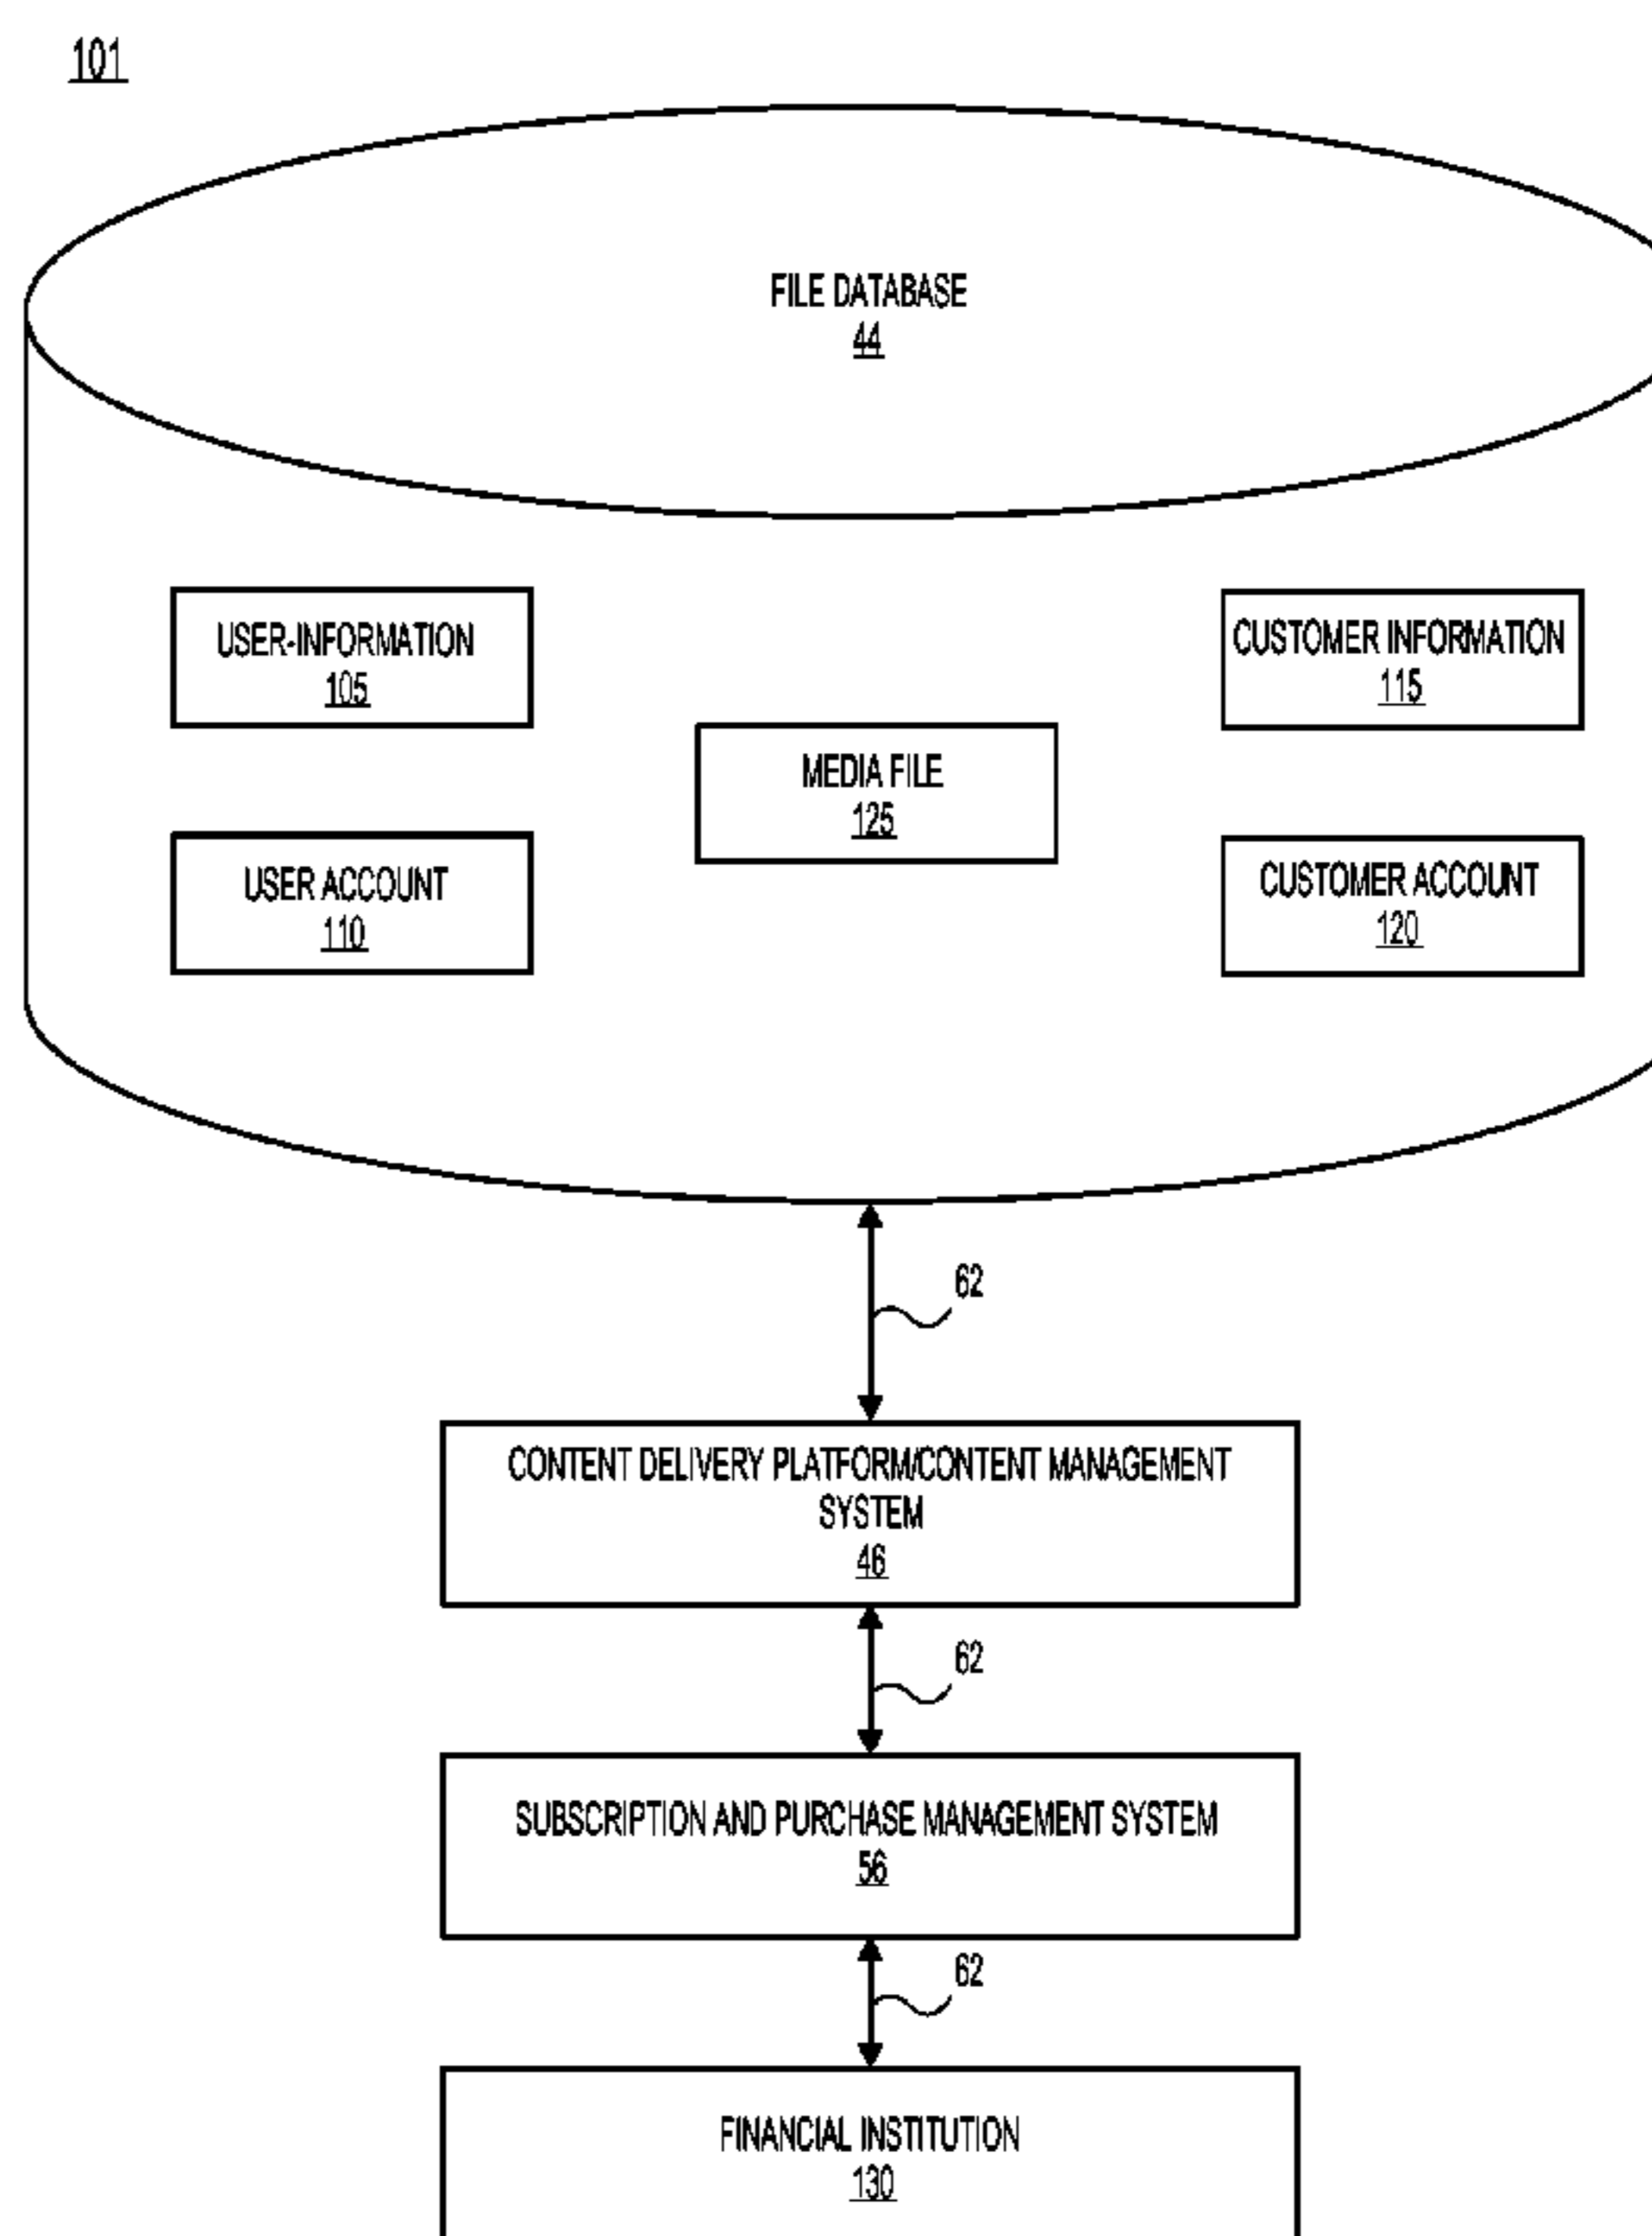 101
FILE DATABASE
44
USER-INFORMATION
105
CUSTOMER INFORMATION
115
MEDIA FILE
125
USER ACCOUNT
110
CUSTOMER ACCOUNT
120
62
CONTENT DELIVERY PLATFORM/CONTENT MANAGEMENT
SYSTEM
46
62
SUBSCRIPTION AND PURCHASE MANAGEMENT SYSTEM
56
62
FINANCIAL INSTITUTION
130